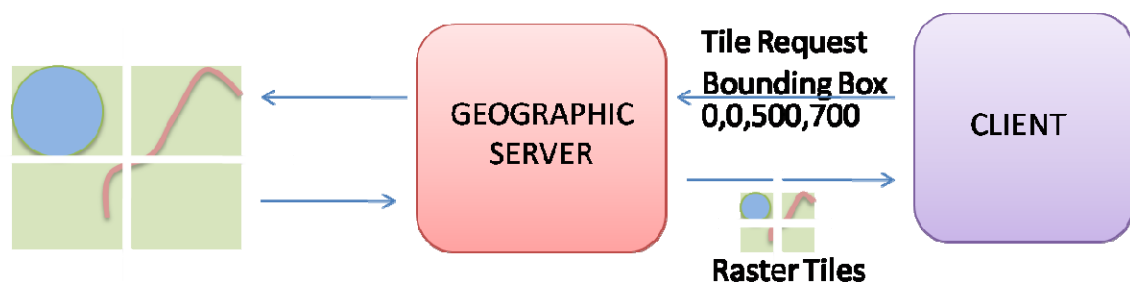 Tile Request
Bounding Box
0,0,500,700
GEOGRAPHIC
SERVER
CLIENT
Raster Tiles